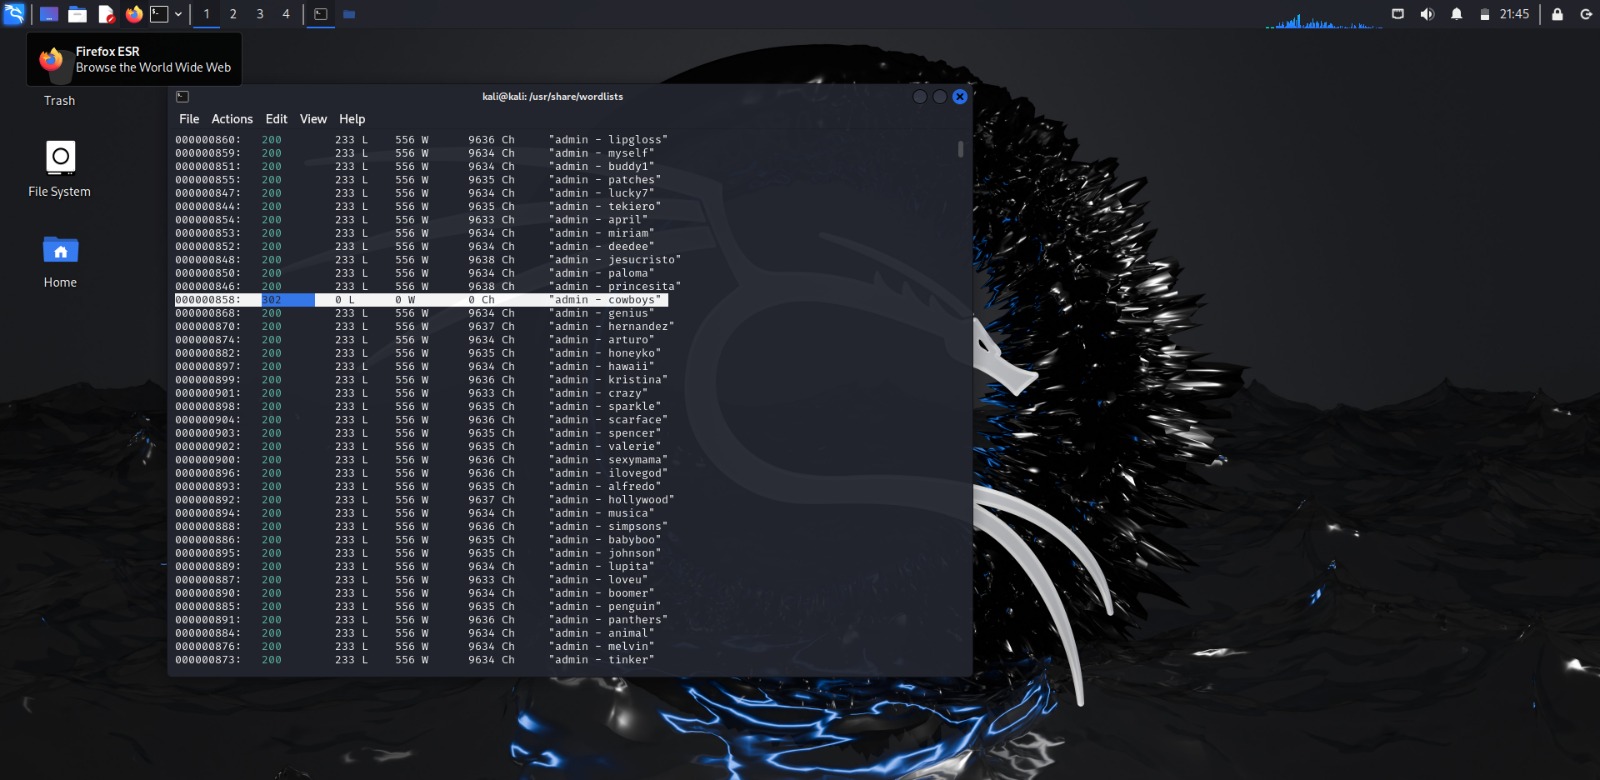 1 2 3 4 21:45
Firefox ESR
Browse the World Wide Web
Trash
File System
Home
kali@kali: /usr/share/wordlists
File Actions Edit View Help
000000860: 200 233 L 556 W 9636 Ch "admin - lipgloss"
000000859: 200 233 L 556 W 9634 Ch "admin - myself"
000000851: 200 233 L 556 W 9634 Ch "admin - buddy1"
000000855: 200 233 L 556 W 9635 Ch "admin - patches"
000000847: 200 233 L 556 W 9634 Ch "admin - lucky7"
000000844: 200 233 L 556 W 9635 Ch "admin - tekiero"
000000854: 200 233 L 556 W 9633 Ch "admin - april"
000000853: 200 233 L 556 W 9634 Ch "admin - miriam"
000000852: 200 233 L 556 W 9634 Ch "admin - deedee"
000000848: 200 233 L 556 W 9638 Ch "admin - jesucristo"
000000850: 200 233 L 556 W 9634 Ch "admin - paloma"
000000846: 200 233 L 556 W 9638 Ch "admin - princesita"
000000858: 302 0 L 0 W 0 Ch "admin - cowboys"
000000868: 200 233 L 556 W 9634 Ch "admin - genius"
000000870: 200 233 L 556 W 9637 Ch "admin - hernandez"
000000874: 200 233 L 556 W 9634 Ch "admin - arturo"
000000882: 200 233 L 556 W 9635 Ch "admin - honeyko"
000000897: 200 233 L 556 W 9634 Ch "admin - hawaii"
000000899: 200 233 L 556 W 9636 Ch "admin - kristina"
000000901: 200 233 L 556 W 9633 Ch "admin - crazy"
000000898: 200 233 L 556 W 9635 Ch "admin - sparkle"
000000904: 200 233 L 556 W 9636 Ch "admin - scarface"
000000903: 200 233 L 556 W 9635 Ch "admin - spencer"
000000902: 200 233 L 556 W 9635 Ch "admin - valerie"
000000900: 200 233 L 556 W 9636 Ch "admin - sexymama"
000000896: 200 233 L 556 W 9636 Ch "admin - ilovegod"
000000893: 200 233 L 556 W 9635 Ch "admin - alfredo"
000000892: 200 233 L 556 W 9637 Ch "admin - hollywood"
000000894: 200 233 L 556 W 9634 Ch "admin - musica"
000000888: 200 233 L 556 W 9636 Ch "admin - simpsons"
000000886: 200 233 L 556 W 9635 Ch "admin - babyboo"
000000895: 200 233 L 556 W 9635 Ch "admin - johnson"
000000889: 200 233 L 556 W 9634 Ch "admin - lupita"
000000887: 200 233 L 556 W 9633 Ch "admin - loveu"
000000890: 200 233 L 556 W 9634 Ch "admin - boomer"
000000885: 200 233 L 556 W 9635 Ch "admin - penguin"
000000891: 200 233 L 556 W 9636 Ch "admin - panthers"
000000884: 200 233 L 556 W 9634 Ch "admin - animal"
000000876: 200 233 L 556 W 9634 Ch "admin - melvin"
000000873: 200 233 L 556 W 9634 Ch "admin - tinker"